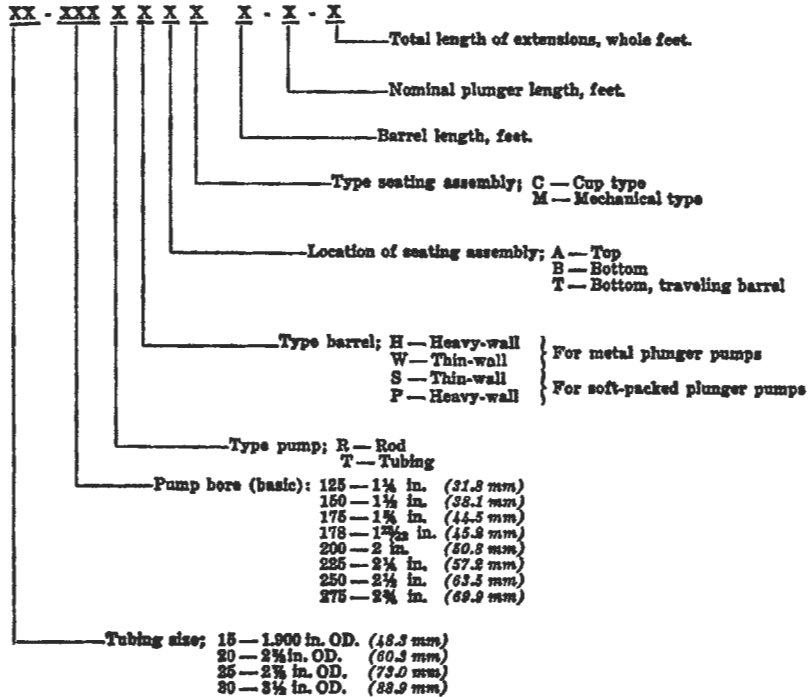 XX - XXX X X X X X - X - X
Total length of extensions, whole feet.
Nominal plunger length, feet.
Barrel length, feet.
Type seating assembly; C — Cup type
M — Mechanical type
Location of seating assembly; A — Top
B — Bottom
T — Bottom, traveling barrel
Type barrel; H — Heavy-wall
W — Thin-wall
For metal plunger pumps
S — Thin-wall
P — Heavy-wall
For soft-packed plunger pumps
Type pump; R — Rod
T — Tubing
Pump bore (basic): 125 — 1¼ in. (31.8 mm)
150 — 1½ in. (38.1 mm)
175 — 1¾ in. (44.5 mm)
178 — 1²⁵⁄₃₂ in. (45.2 mm)
200 — 2 in. (50.8 mm)
225 — 2¼ in. (57.2 mm)
250 — 2½ in. (63.5 mm)
275 — 2¾ in. (69.9 mm)
Tubing size; 15 — 1.900 in. OD. (48.3 mm)
20 — 2⅜ in. OD. (60.3 mm)
25 — 2⅞ in. OD. (73.0 mm)
30 — 3½ in. OD. (88.9 mm)